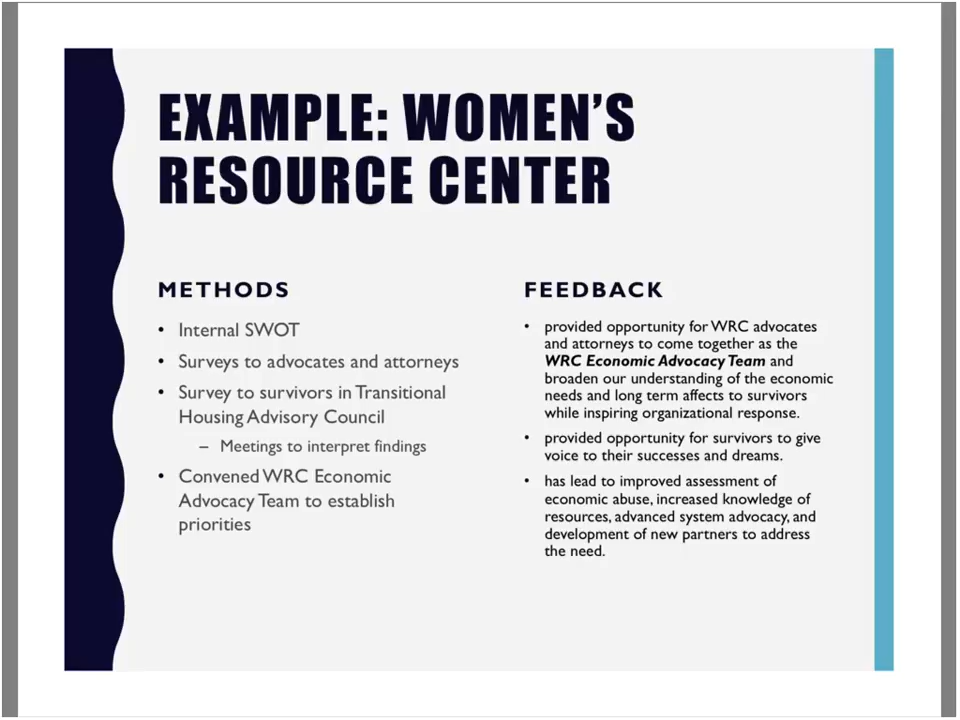 EXAMPLE: WOMEN’S
RESOURCE CENTER
METHODS
• Internal SWOT
• Surveys to advocates and attorneys
• Survey to survivors in Transitional
Housing Advisory Council
– Meetings to interpret findings
• Convened WRC Economic
Advocacy Team to establish
priorities
FEEDBACK
• provided opportunity for WRC advocates
and attorneys to come together as the
WRC Economic Advocacy Team and
broaden our understanding of the economic
needs and long term affects to survivors
while inspiring organizational response.
• provided opportunity for survivors to give
voice to their successes and dreams.
• has lead to improved assessment of
economic abuse, increased knowledge of
resources, advanced system advocacy, and
development of new partners to address
the need.